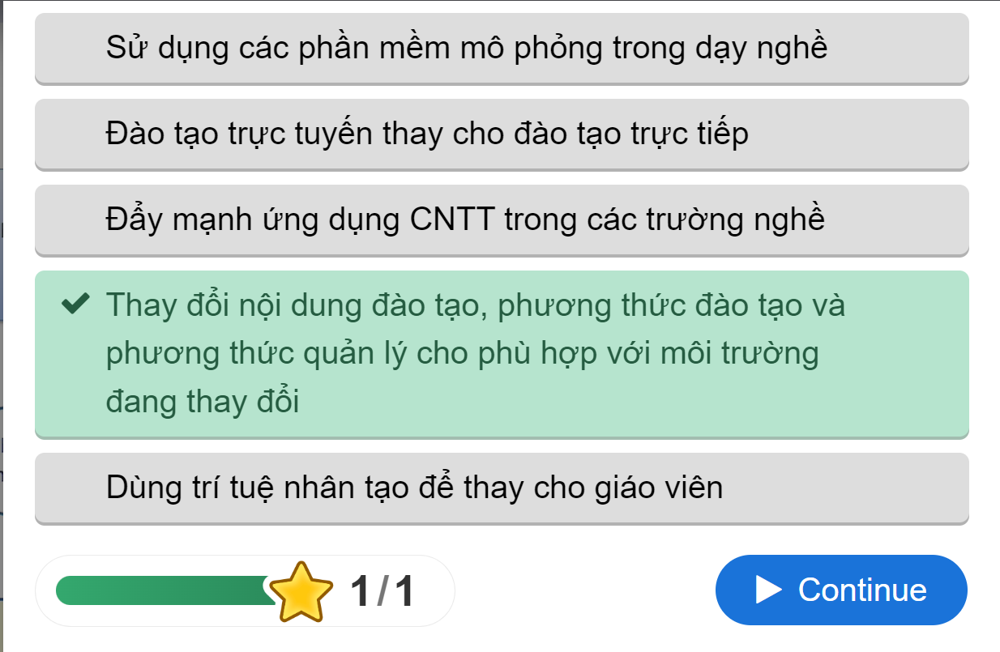 Sử dụng các phần mềm mô phỏng trong dạy nghề
Đào tạo trực tuyến thay cho đào tạo trực tiếp
Đẩy mạnh ứng dụng CNTT trong các trường nghề
Thay đổi nội dung đào tạo, phương thức đào tạo và
phương thức quản lý cho phù hợp với môi trường
đang thay đổi
Dùng trí tuệ nhân tạo để thay cho giáo viên
1/1
Continue